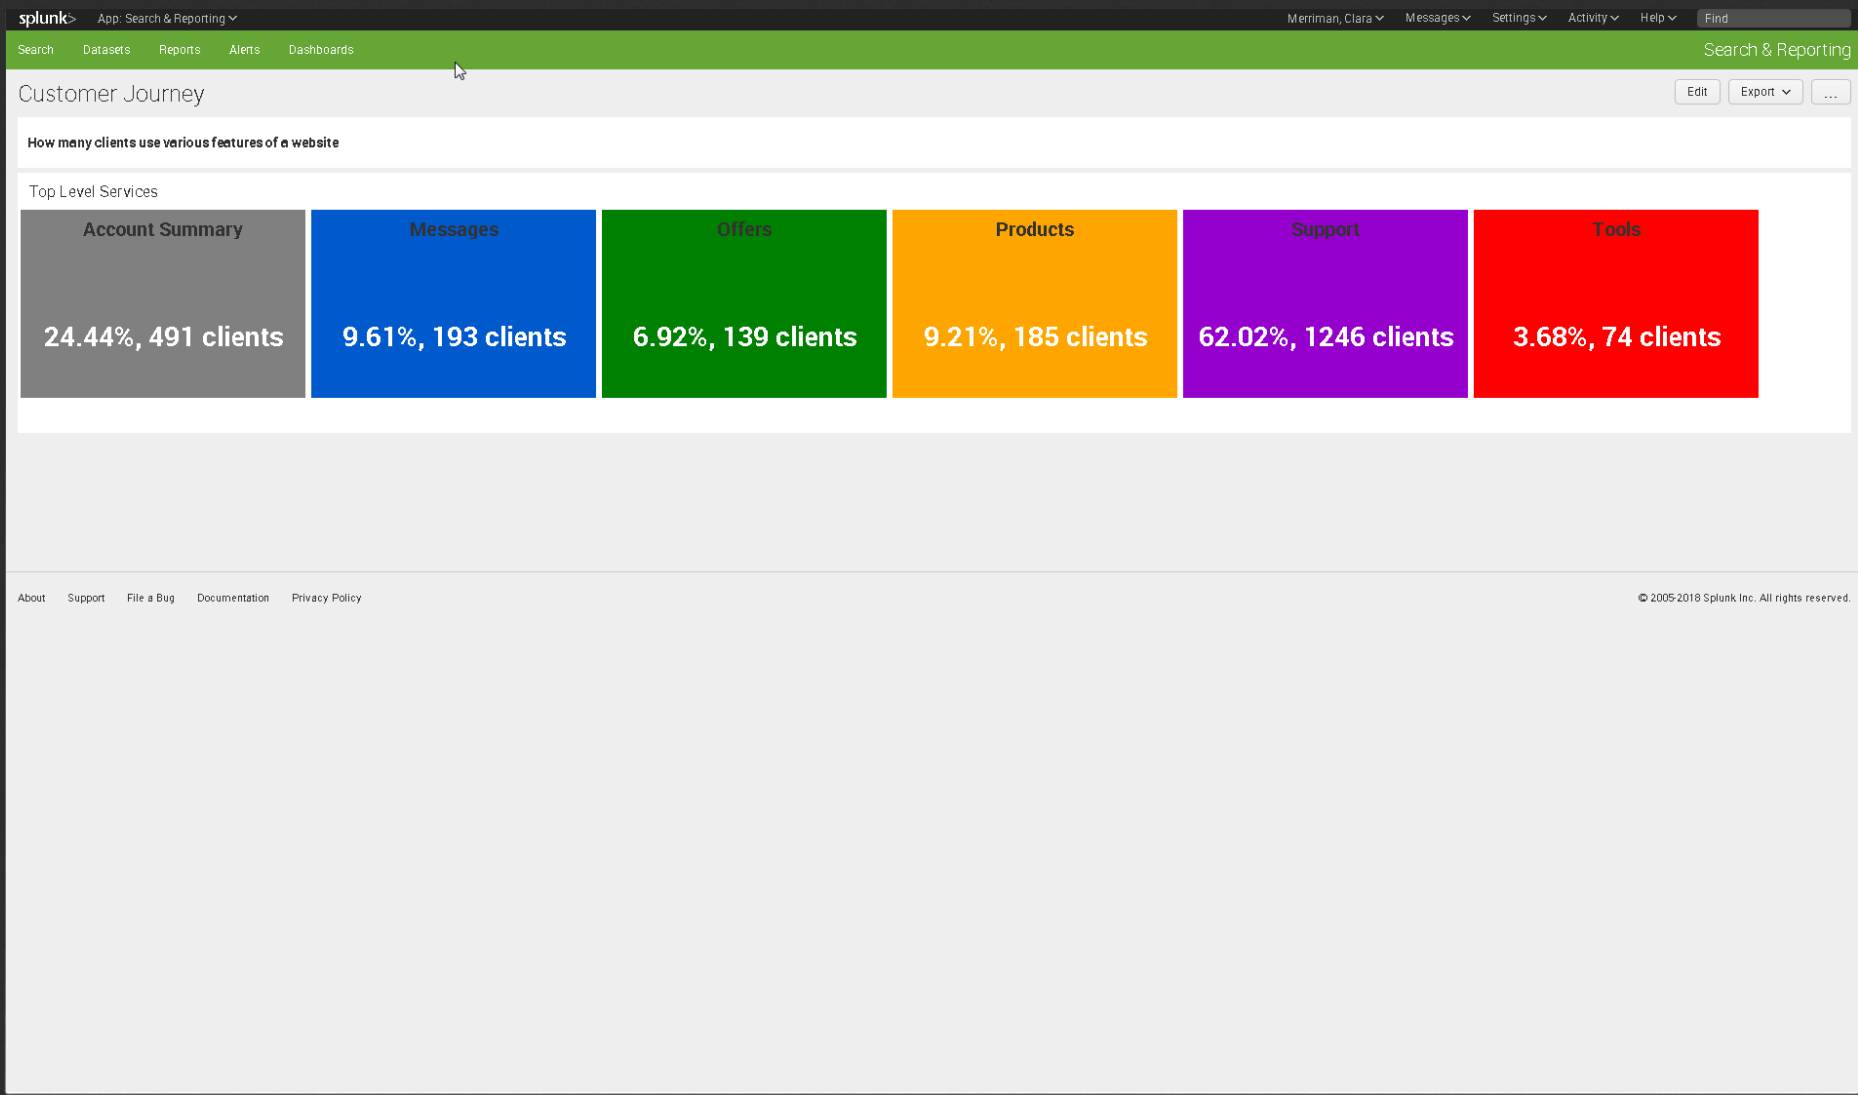 splunk> App: Search & Reporting Merriman, Clara Messages Settings Activity Help Find
Search Datasets Reports Alerts Dashboards Search & Reporting
Customer Journey Edit Export ...
How many clients use various features of a website
Top Level Services
Account Summary Messages Offers Products Support Tools
24.44%, 491 clients 9.61%, 193 clients 6.92%, 139 clients 9.21%, 185 clients 62.02%, 1246 clients 3.68%, 74 clients
About Support File a Bug Documentation Privacy Policy © 2005-2018 Splunk Inc. All rights reserved.